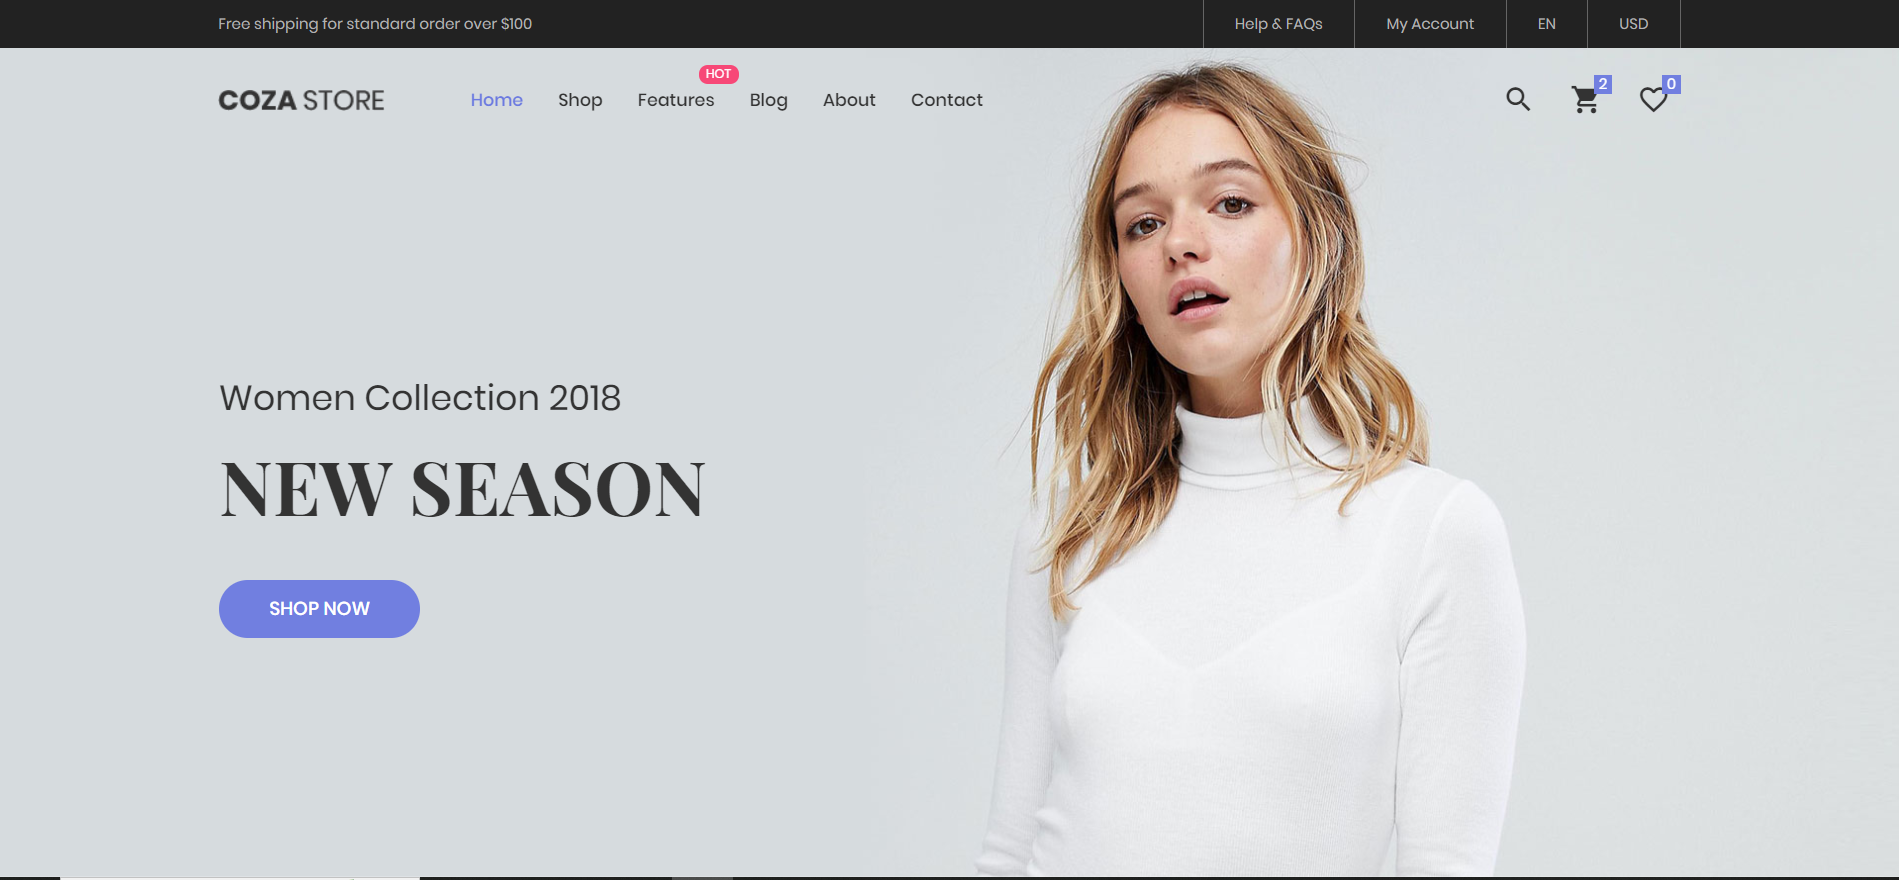 Free shipping for standard order over $100
Help & FAQs
My Account
EN
USD
COZA STORE
Home
Shop
Features
HOT
Blog
About
Contact
2
0
Women Collection 2018
NEW SEASON
SHOP NOW